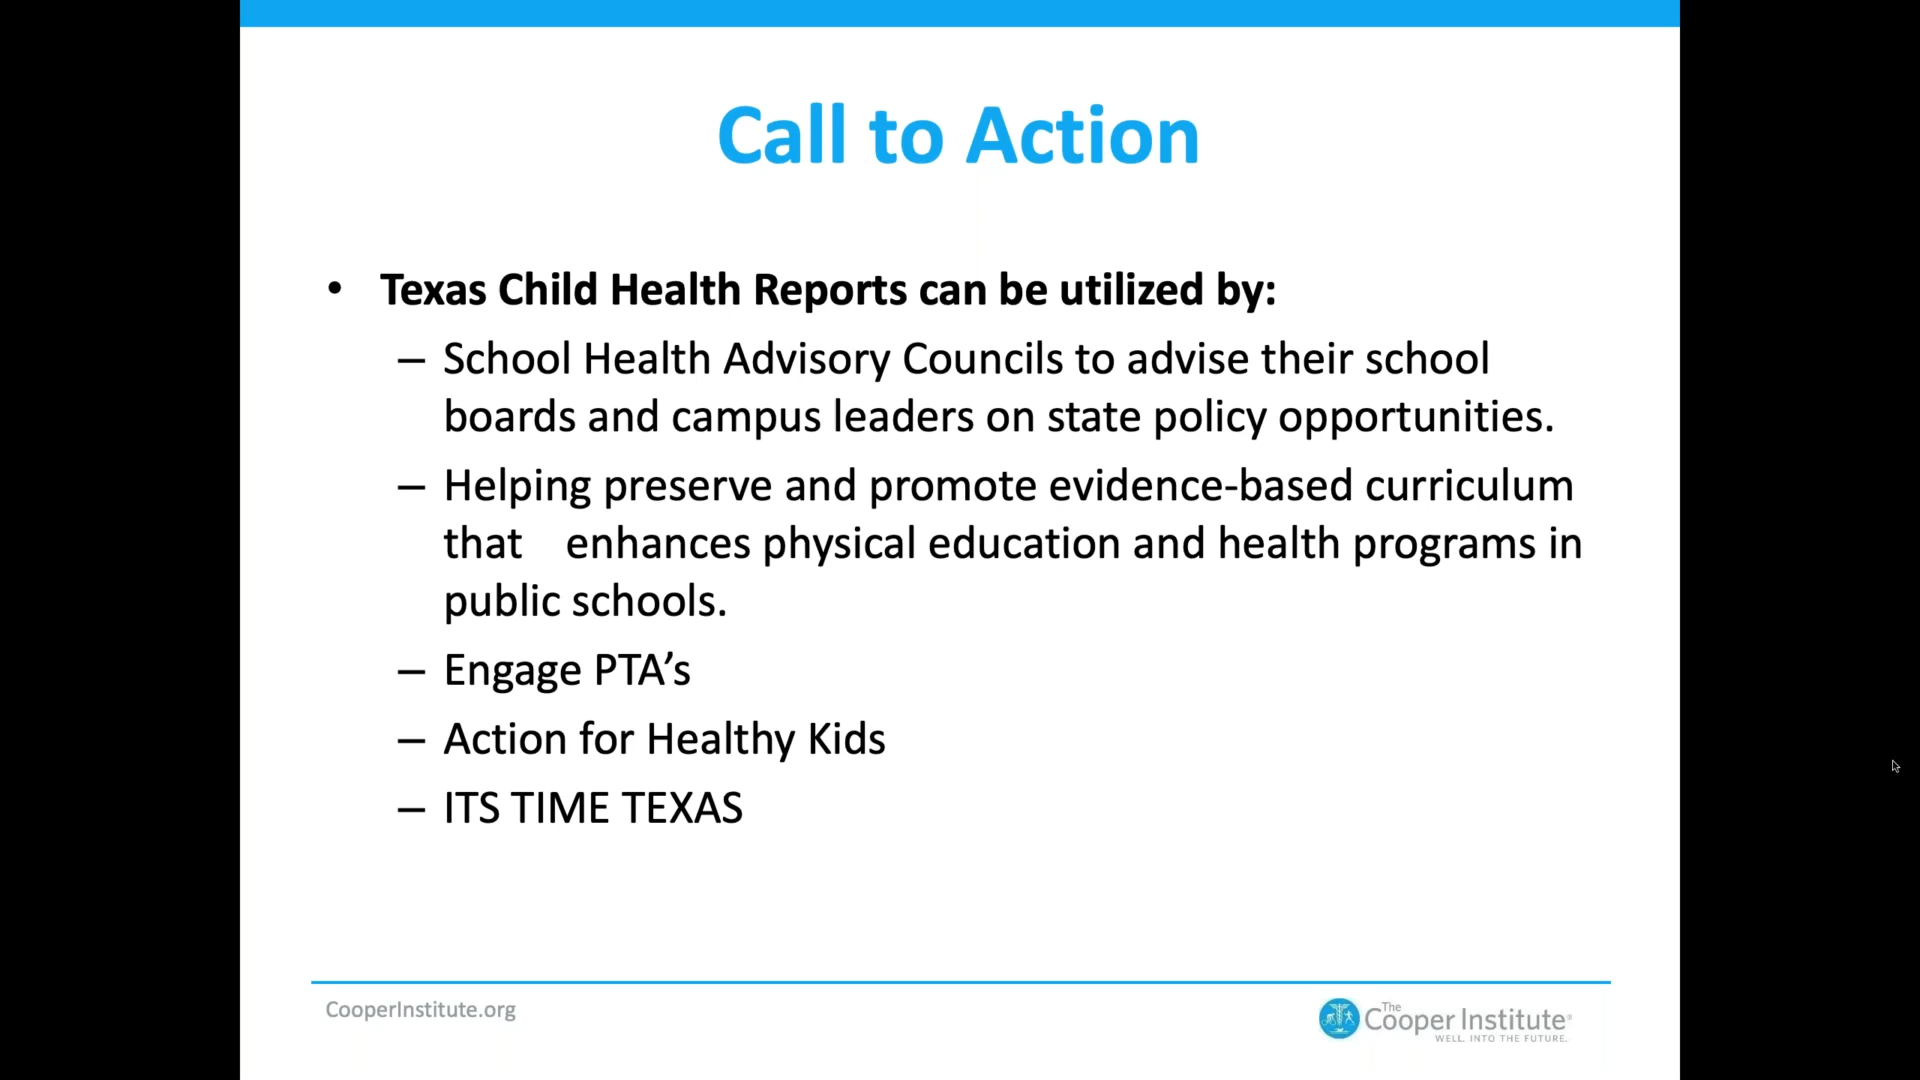 Call to Action
• Texas Child Health Reports can be utilized by:
– School Health Advisory Councils to advise their school
boards and campus leaders on state policy opportunities.
– Helping preserve and promote evidence-based curriculum
that    enhances physical education and health programs in
public schools.
– Engage PTA’s
– Action for Healthy Kids
– ITS TIME TEXAS
CooperInstitute.org
The
Cooper Institute®
WELL. INTO THE FUTURE.